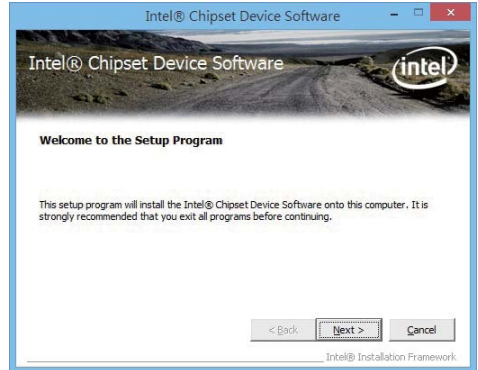 Intel® Chipset Device Software
Intel® Chipset Device Software
intel
Welcome to the Setup Program
This setup program will install the Intel® Chipset Device Software onto this computer. It is
strongly recommended that you exit all programs before continuing.
< Back Next > Cancel
Intel® Installation Framework